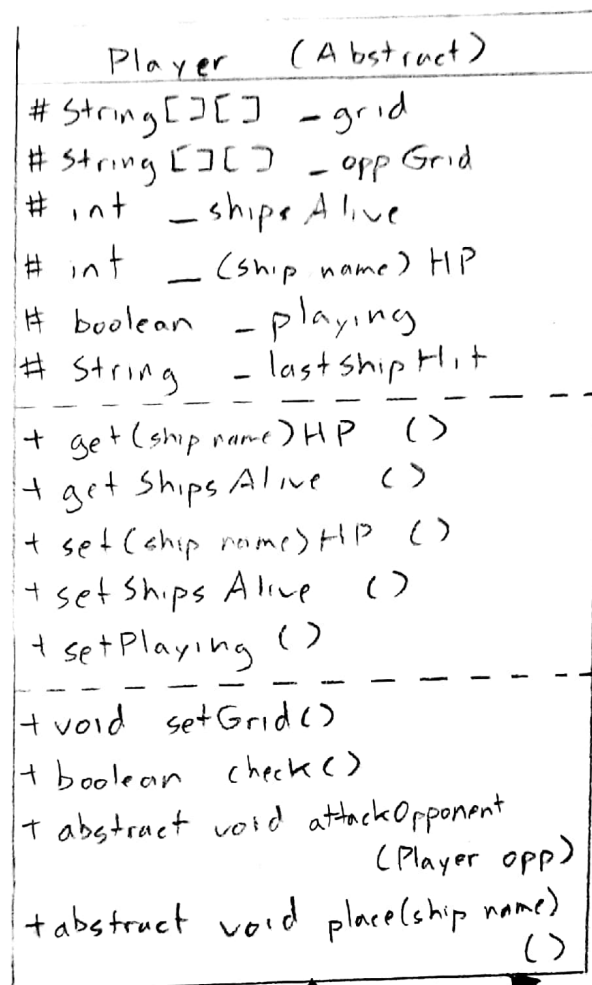 Player (Abstract)
# String[][] _grid
# String[][] _oppGrid
# int _shipsAlive
# int _(ship name)HP
# boolean _playing
# String _lastShipHit
+ get(ship name)HP ()
+ getShipsAlive ()
+ set(ship name)HP ()
+ setShipsAlive ()
+ setPlaying ()
+ void setGrid()
+ boolean check()
+ abstract void attackOpponent
(Player opp)
+ abstract void place(ship name)
()